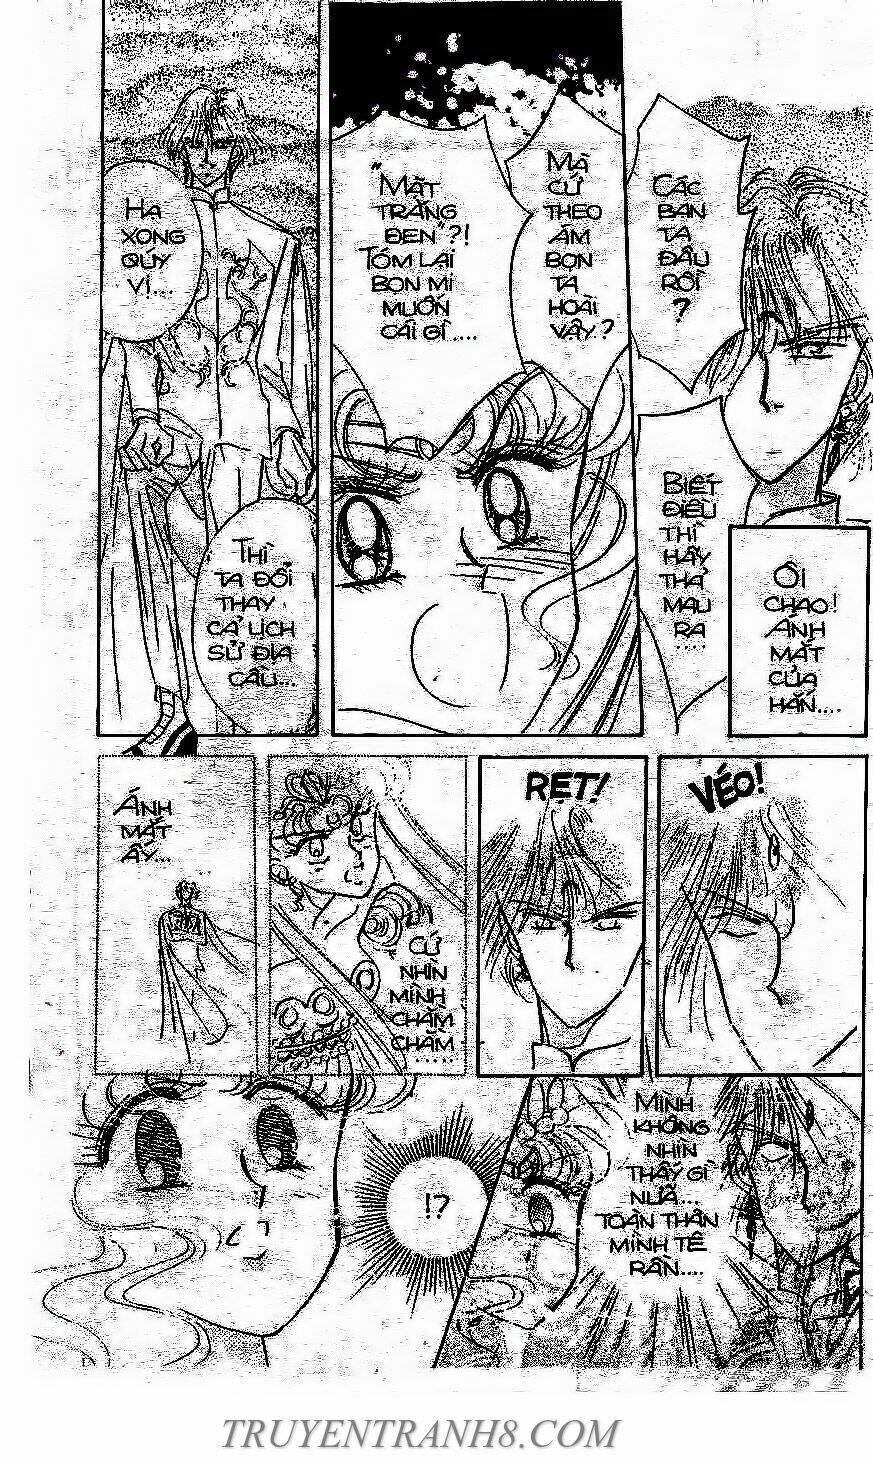 CÁC
BẠN
TA
ĐÂU
RỒI
?
MÀ
CỨ
THEO
ÁM
BỌN
TA
HOÀI
VẬY?
"MẶT
TRĂNG
ĐEN"?!
TÓM LẠI
BỌN MI
MUỐN
CÁI GÌ....
HẠ
XONG
QÚY
VỊ...
BIẾT
ĐIỀU
THÌ
HÃY
THẢ
MAU
RA
....
ÔI
CHAO!
ÁNH
MẮT
CỦA
HẮN....
THÌ
TA ĐỔI
THAY
CẢ LỊCH
SỬ ĐỊA
CẦU...
VÉO!
RẸT!
CỨ
NHÌN
MÌNH
CHẰM
CHẰM
.....
ÁNH
MẮT
ẤY...
MÌNH
KHÔNG
NHÌN
THẤY GÌ
NỮA....
TOÀN THÂN
MÌNH TÊ
RẦN....
!?
TRUYENTRANH8.COM